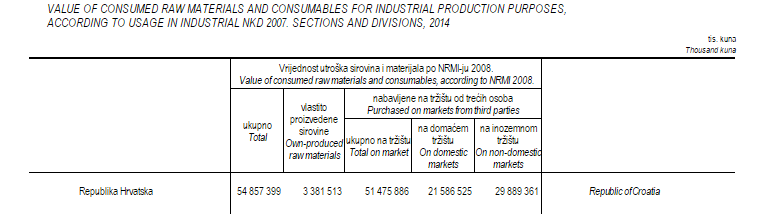 VALUE OF CONSUMED RAW MATERIALS AND CONSUMABLES FOR INDUSTRIAL PRODUCTION PURPOSES,
ACCORDING TO USAGE IN INDUSTRIAL NKD 2007. SECTIONS AND DIVISIONS, 2014
tis. kuna
Thousand kuna
Vrijednost utroška sirovina i materijala po NRMI-ju 2008.
Value of consumed raw materials and consumables, according to NRMI 2008.
ukupno
Total
vlastito
proizvedene
sirovine
Own-produced
raw materials
nabavljene na tržištu od trećih osoba
Purchased on markets from third parties
ukupno na tržištu
Total on market
na domaćem
tržištu
On domestic
markets
na inozemnom
tržištu
On non-domestic
markets
Republika Hrvatska 54 857 399 3 381 513 51 475 886 21 586 525 29 889 361 Republic of Croatia